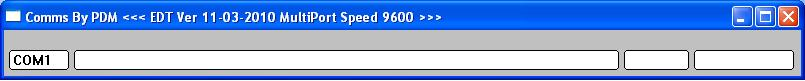 Comms By PDM <<< EDT Ver 11-03-2010 MultiPort Speed 9600 >>>
COM1